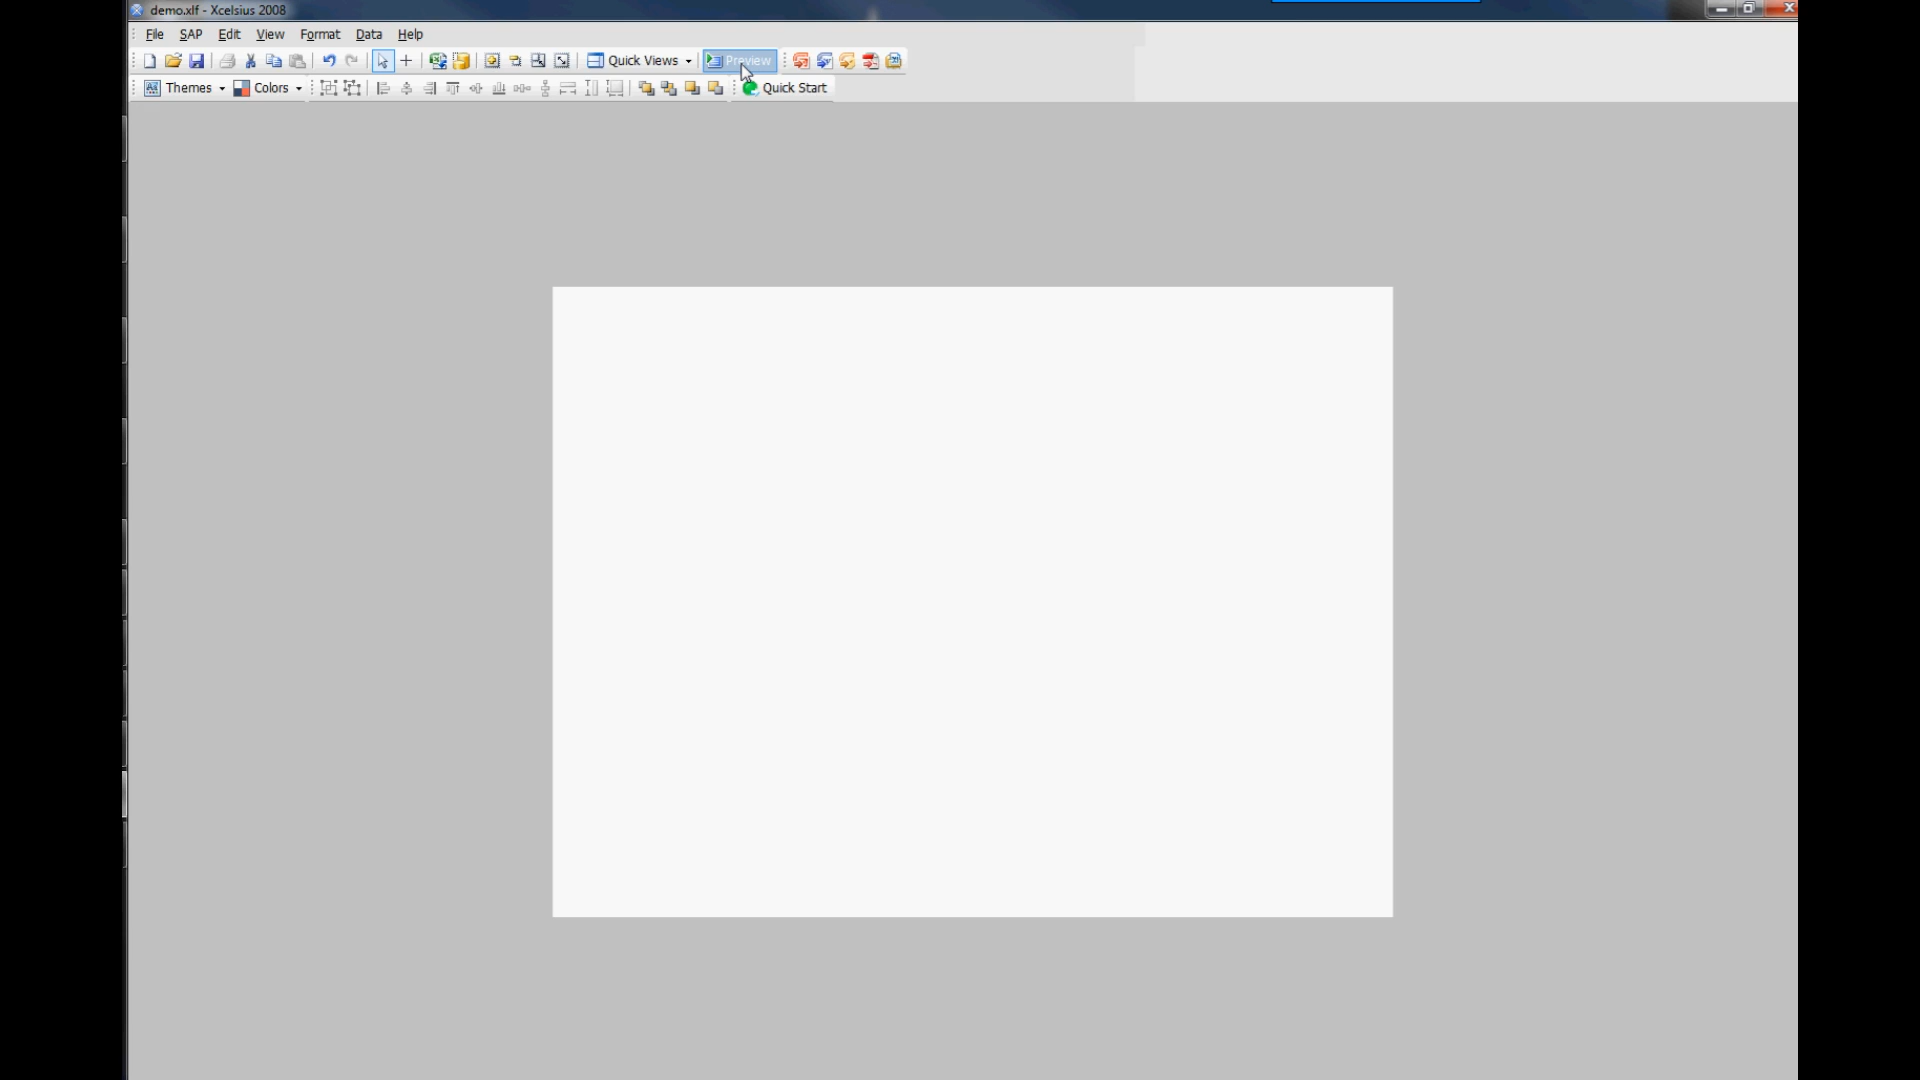 demo.xlf - Xcelsius 2008
File SAP Edit View Format Data Help
Quick Views Preview
Themes Colors Quick Start